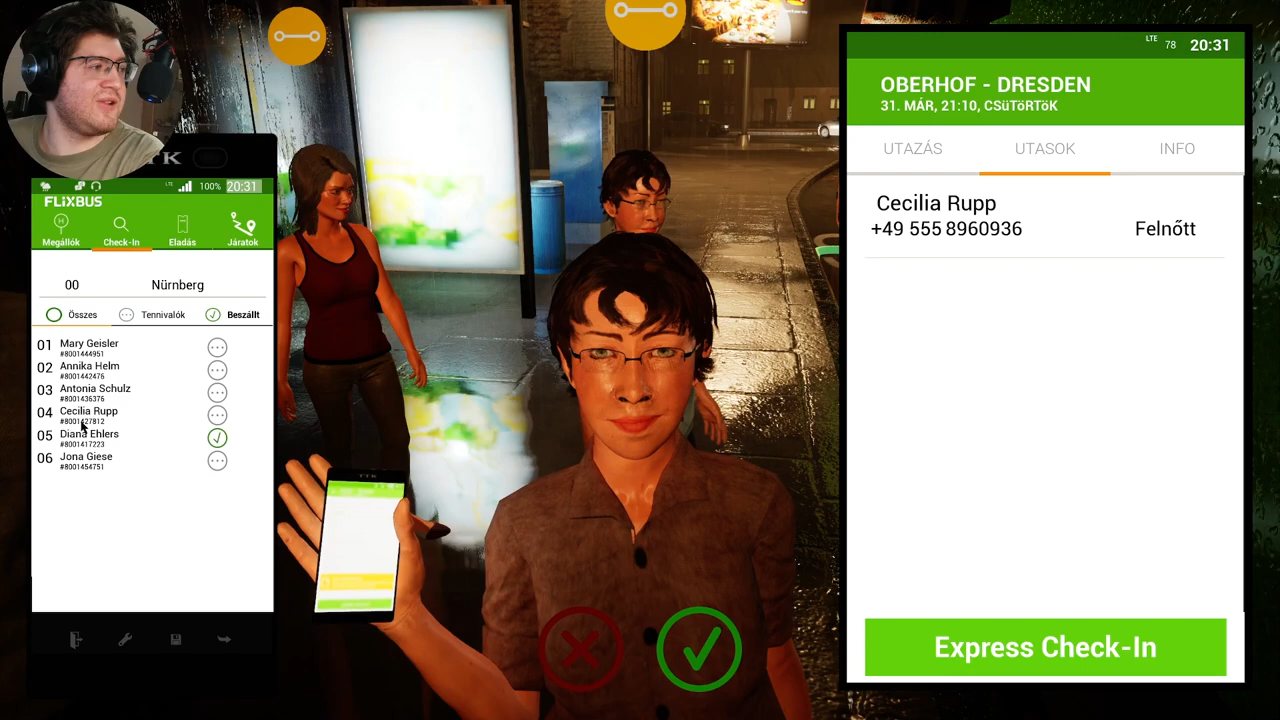 TK
LTE 100% 20:31
FLiXBUS
Megállók Check-In Eladás Járatok
00 Nürnberg
Összes Tennivalók Beszállt
01 Mary Geisler
#8001444951
02 Annika Helm
#8001442476
03 Antonia Schulz
#8001436376
04 Cecilia Rupp
05 Diana Ehlers
#8001417223
06 Jona Giese
#8001454751
TTK
LTE 78 20:31
OBERHOF - DRESDEN
31. MÁR, 21:10, CSüTöRTöK
UTAZÁS UTASOK INFO
Cecilia Rupp
+49 555 8960936 Felnőtt
Express Check-In